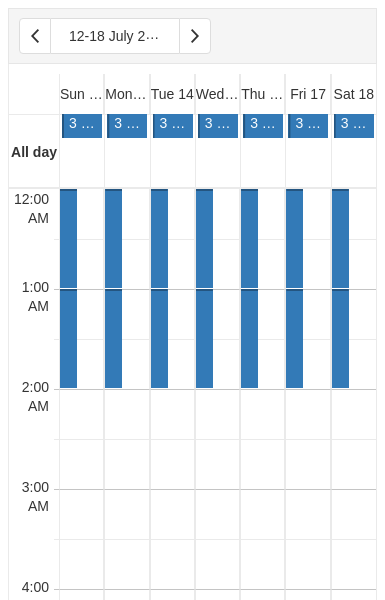 12-18 July 2···
Sun ... Mon... Tue 14 Wed... Thu ... Fri 17 Sat 18
3 ... 3 ... 3 ... 3 ... 3 ... 3 ... 3 ...
All day
12:00
AM
1:00
AM
2:00
AM
3:00
AM
4:00